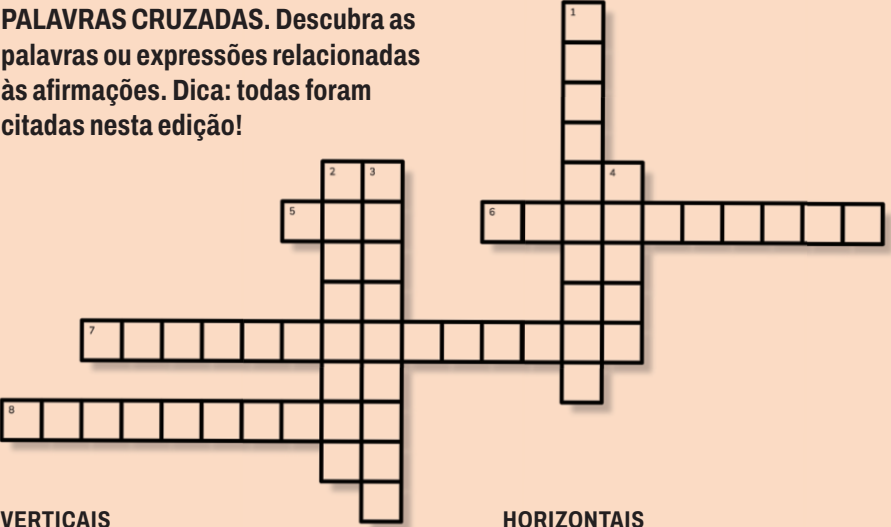 PALAVRAS CRUZADAS. Descubra as
palavras ou expressões relacionadas
às afirmações. Dica: todas foram
citadas nesta edição!
1
2 3
4
5
6
7
8
VERTICAIS
HORIZONTAIS